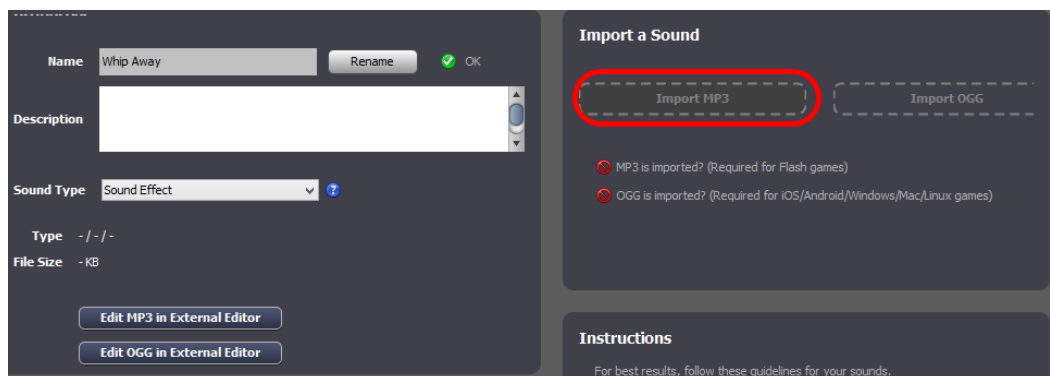 Name Whip Away Rename OK
Description
Sound Type Sound Effect ?
Type -/-/-
File Size - KB
Edit MP3 in External Editor
Edit OGG in External Editor
Import a Sound
Import MP3 Import OGG
MP3 is imported? (Required for Flash games)
OGG is imported? (Required for iOS/Android/Windows/Mac/Linux games)
Instructions
For best results, follow these guidelines for your sounds.